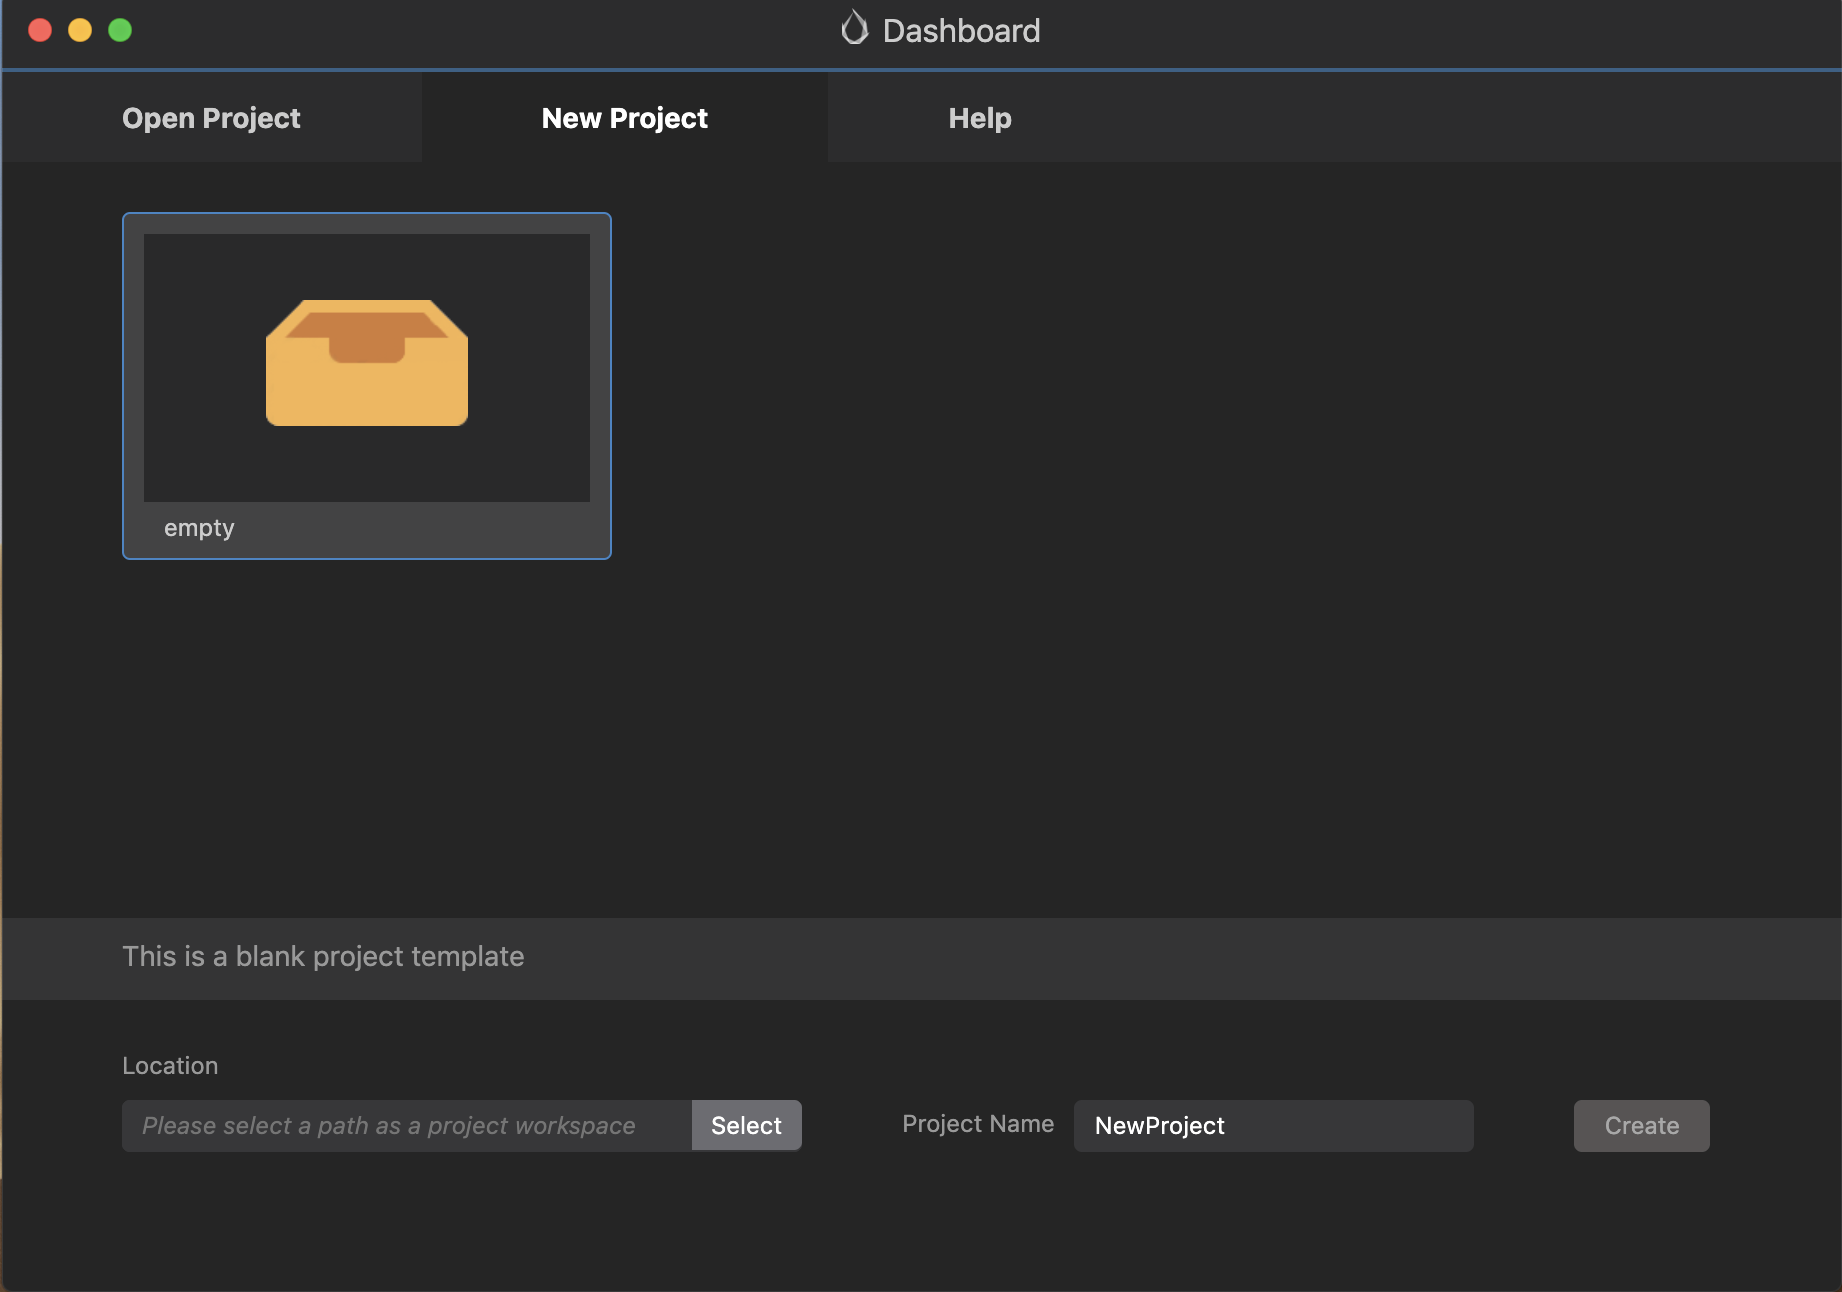 Dashboard
Open Project
New Project
Help
empty
This is a blank project template
Location
Please select a path as a project workspace
Select
Project Name
NewProject
Create